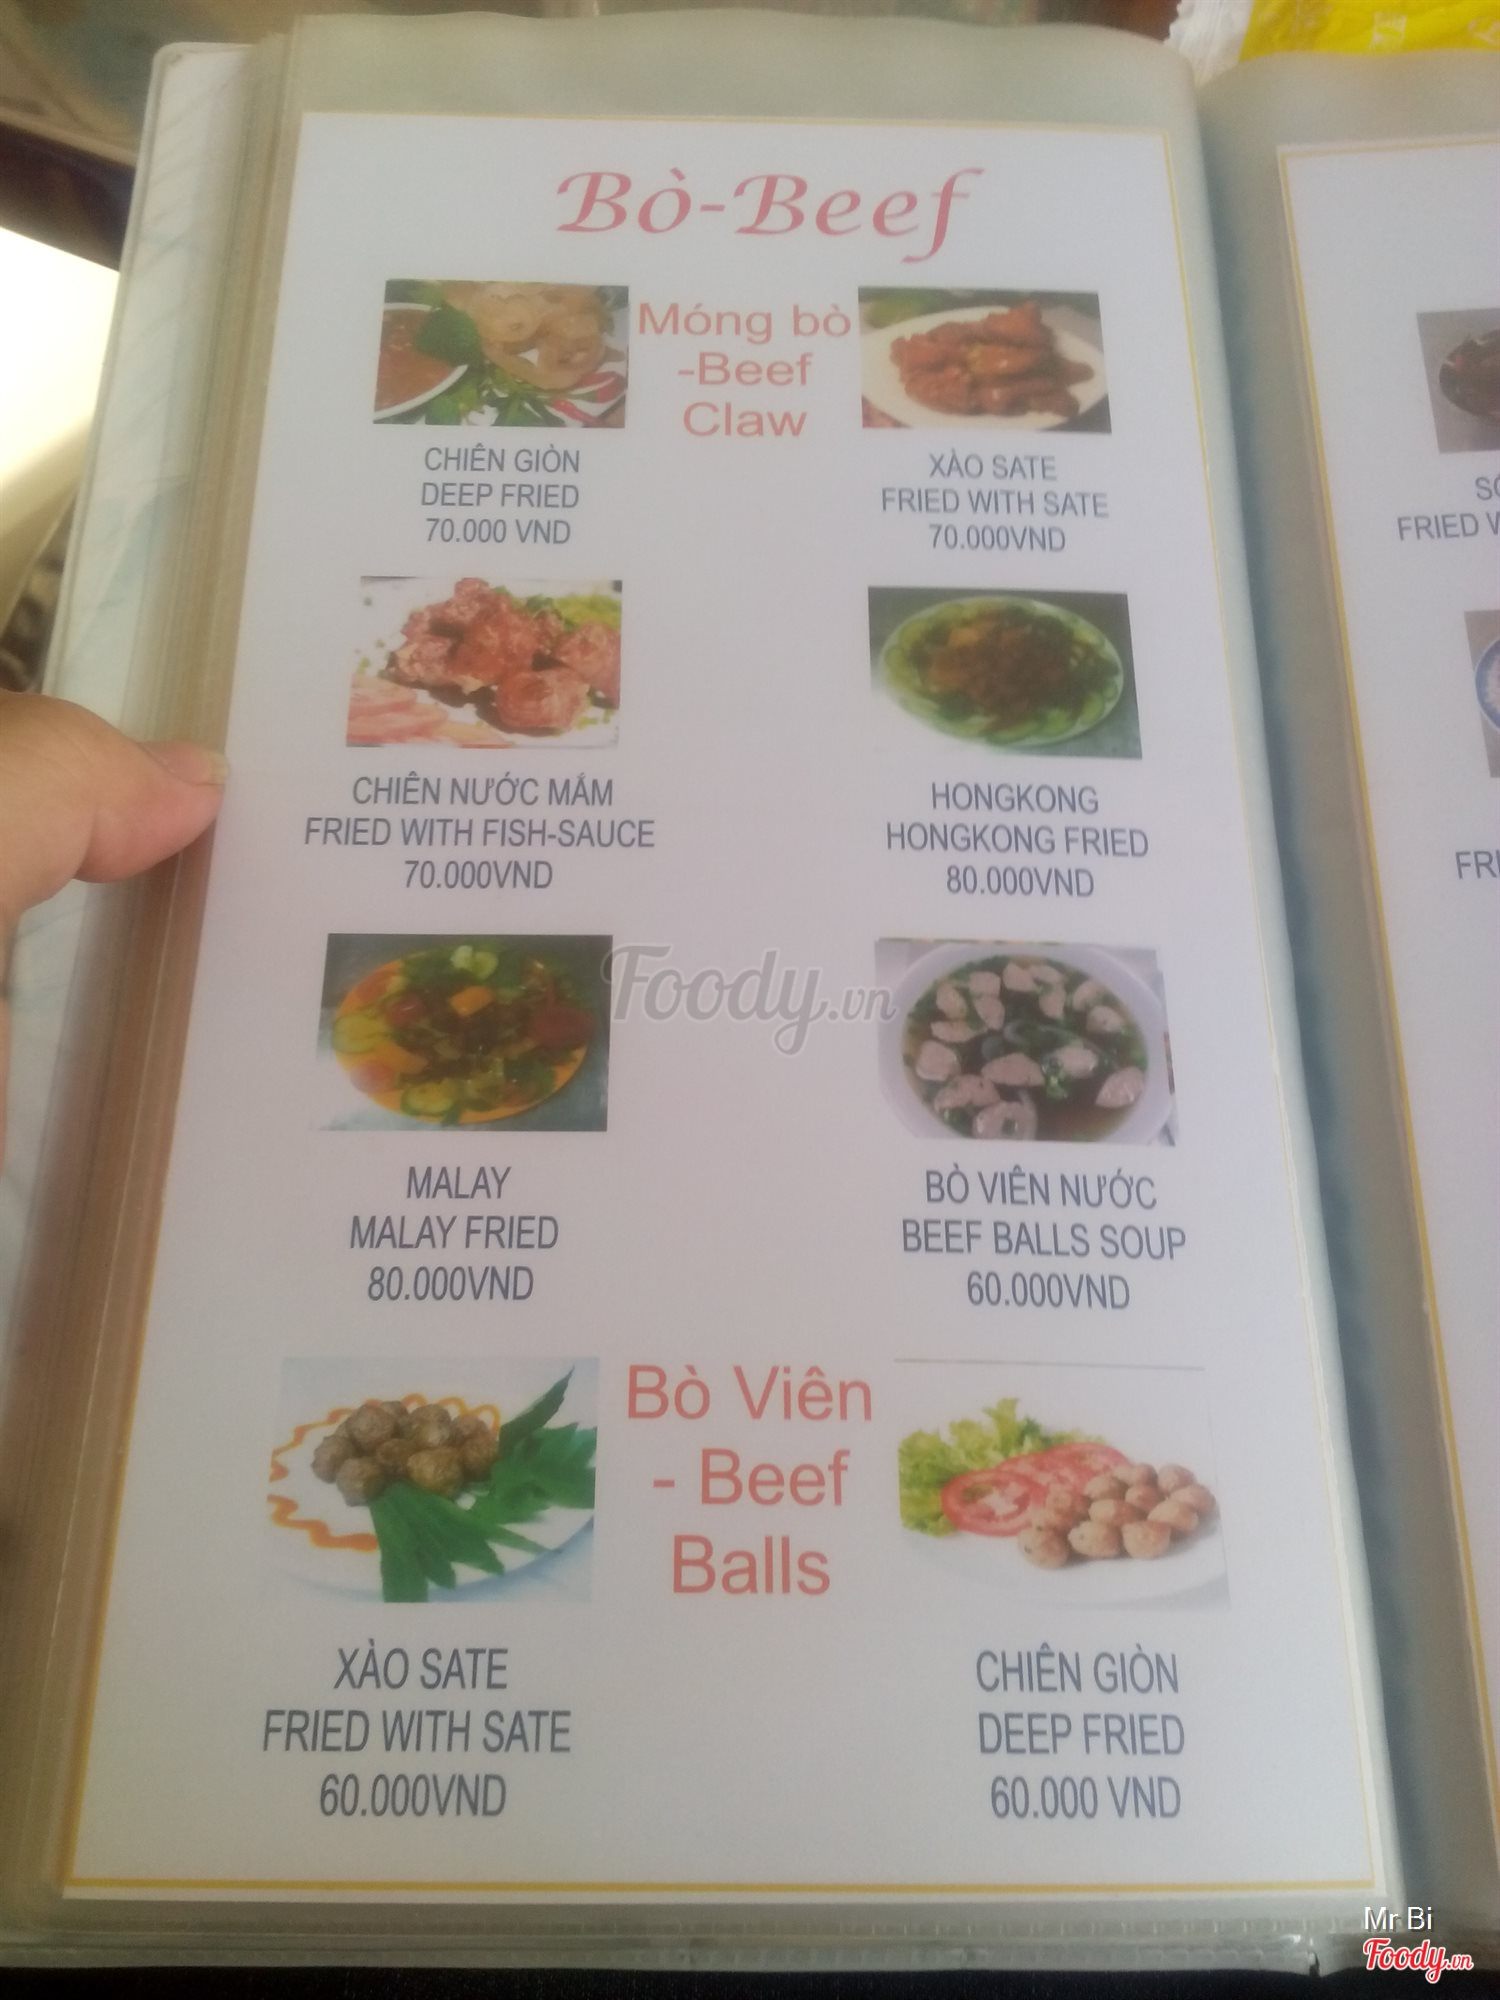 Bò-Beef
Móng bò
-Beef
Claw
CHIÊN GIÒN
DEEP FRIED
70.000 VND
XÀO SATE
FRIED WITH SATE
70.000VND
CHIÊN NƯỚC MẮM
FRIED WITH FISH-SAUCE
70.000VND
HONGKONG
HONGKONG FRIED
80.000VND
MALAY
MALAY FRIED
80.000VND
BÒ VIÊN NƯỚC
BEEF BALLS SOUP
60.000VND
Bò Viên
- Beef
Balls
XÀO SATE
FRIED WITH SATE
60.000VND
CHIÊN GIÒN
DEEP FRIED
60.000 VND
FRIED
Foody.vn
Mr Bi
Foody.vn